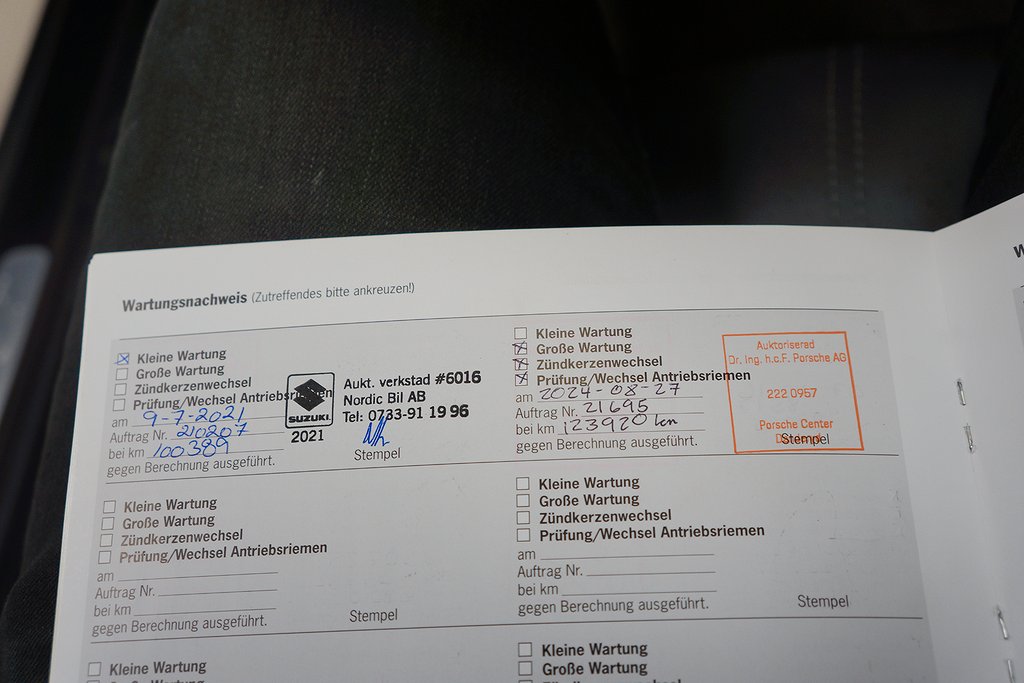 Wartungsnachweis (Zutreffendes bitte ankreuzen!)
Kleine Wartung
Große Wartung
Zündkerzenwechsel
Prüfung/Wechsel Antriebsriemen
am 9-7-2021
Auftrag Nr. 210207
bei km 100389
gegen Berechnung ausgeführt.
SUZUKI
2021
Aukt. verkstad #6016
Nordic Bil AB
Tel: 0733-91 19 96
Stempel
Kleine Wartung
Große Wartung
Zündkerzenwechsel
Prüfung/Wechsel Antriebsriemen
am 2024-08-27
Auftrag Nr. 21695
bei km 123920 km
gegen Berechnung ausgeführt.
Auktoriserad
Dr. Ing. h.c.F. Porsche AG
222 0957
Porsche Center
Stempel
Kleine Wartung
Große Wartung
Zündkerzenwechsel
Prüfung/Wechsel Antriebsriemen
am
Auftrag Nr.
bei km
gegen Berechnung ausgeführt.
Stempel
Kleine Wartung
Große Wartung
Zündkerzenwechsel
Prüfung/Wechsel Antriebsriemen
am
Auftrag Nr.
bei km
gegen Berechnung ausgeführt.
Stempel
Kleine Wartung
Große Wartung
Kleine Wartung
Große Wartung